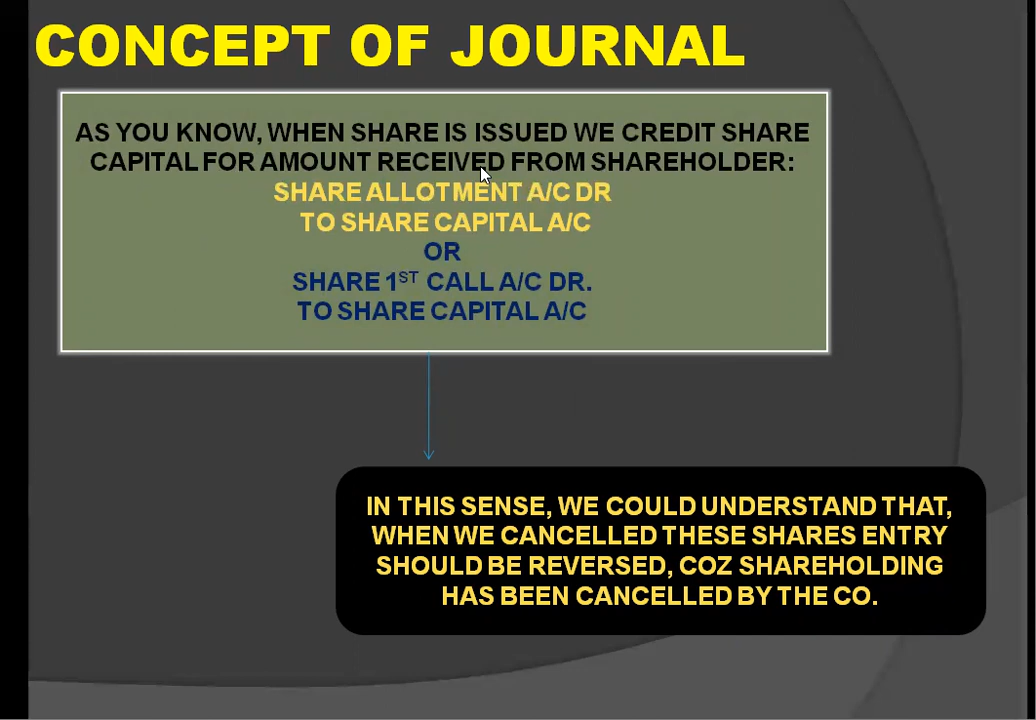 CONCEPT OF JOURNAL
AS YOU KNOW, WHEN SHARE IS ISSUED WE CREDIT SHARE
CAPITAL FOR AMOUNT RECEIVED FROM SHAREHOLDER:
SHARE ALLOTMENT A/C DR
TO SHARE CAPITAL A/C
OR
SHARE 1ST CALL A/C DR.
TO SHARE CAPITAL A/C
IN THIS SENSE, WE COULD UNDERSTAND THAT,
WHEN WE CANCELLED THESE SHARES ENTRY
SHOULD BE REVERSED, COZ SHAREHOLDING
HAS BEEN CANCELLED BY THE CO.